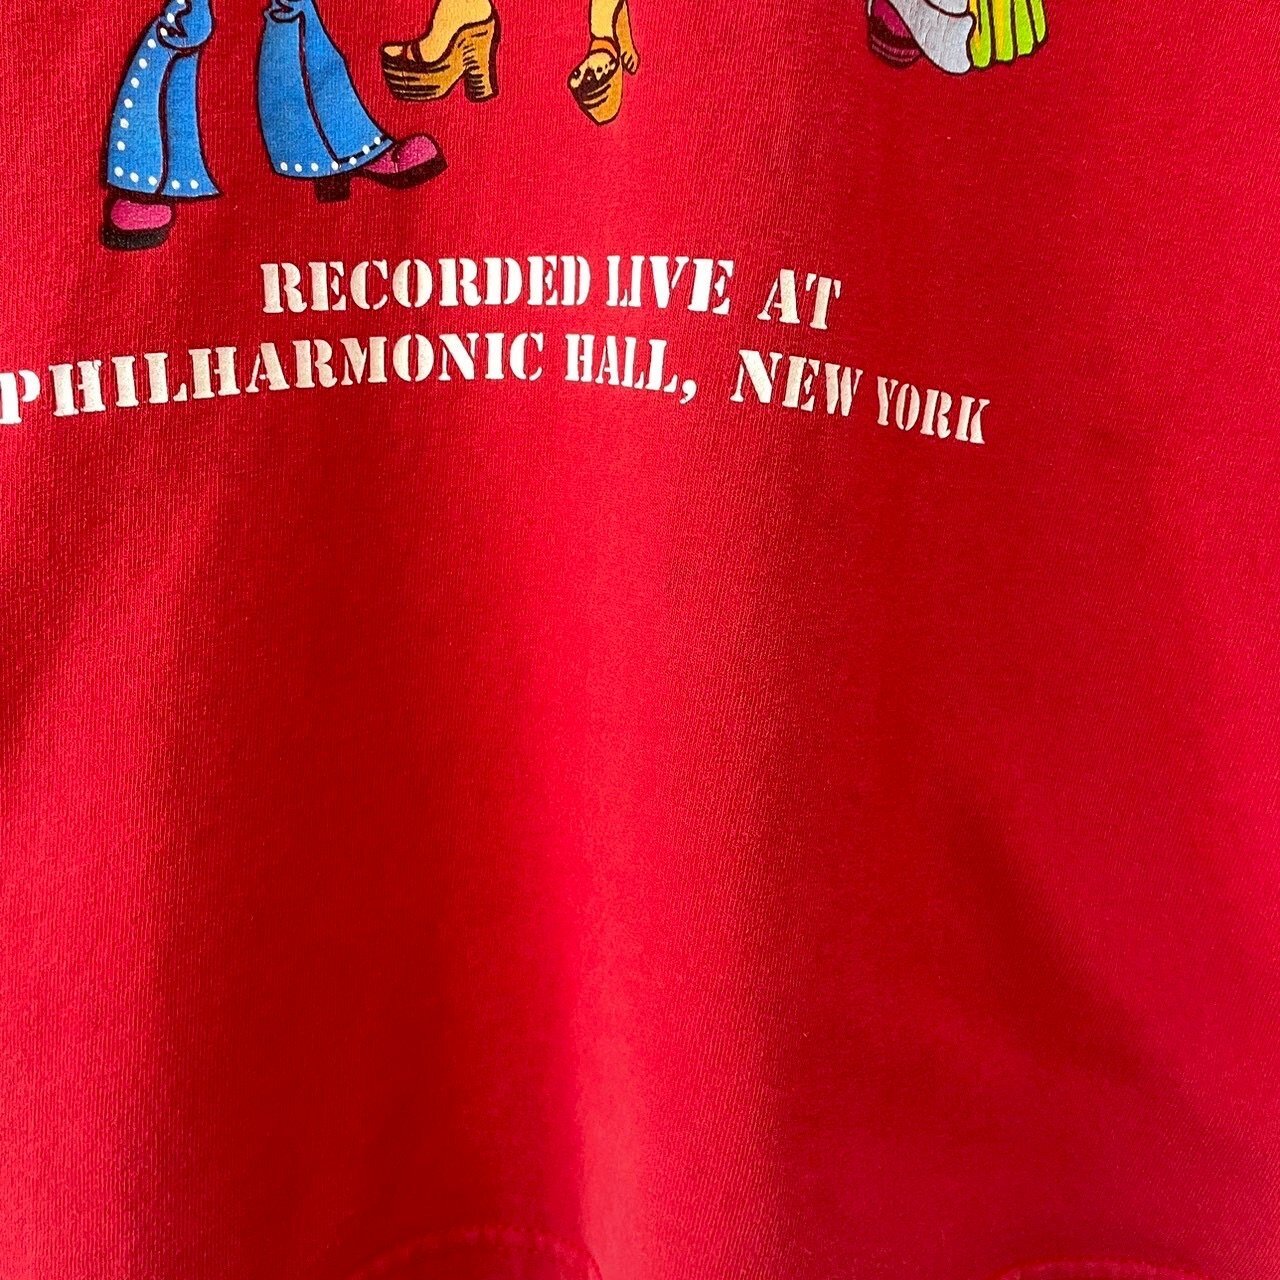 RECORDED LIVE AT
PHILHARMONIC HALL, NEW YORK